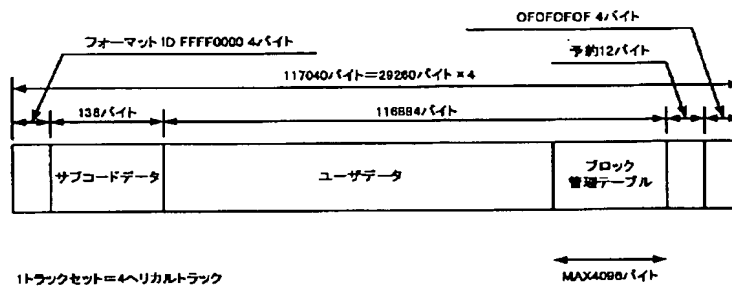 0F0F0F0F 4バイト
フォーマット ID FFFF0000 4バイト
予約12バイト
117040バイト=29260バイト×4
136バイト
116884バイト
サブコードデータ
ユーザデータ
ブロック
管理テーブル
1トラックセット=4ヘリカルトラック
MAX4096バイト